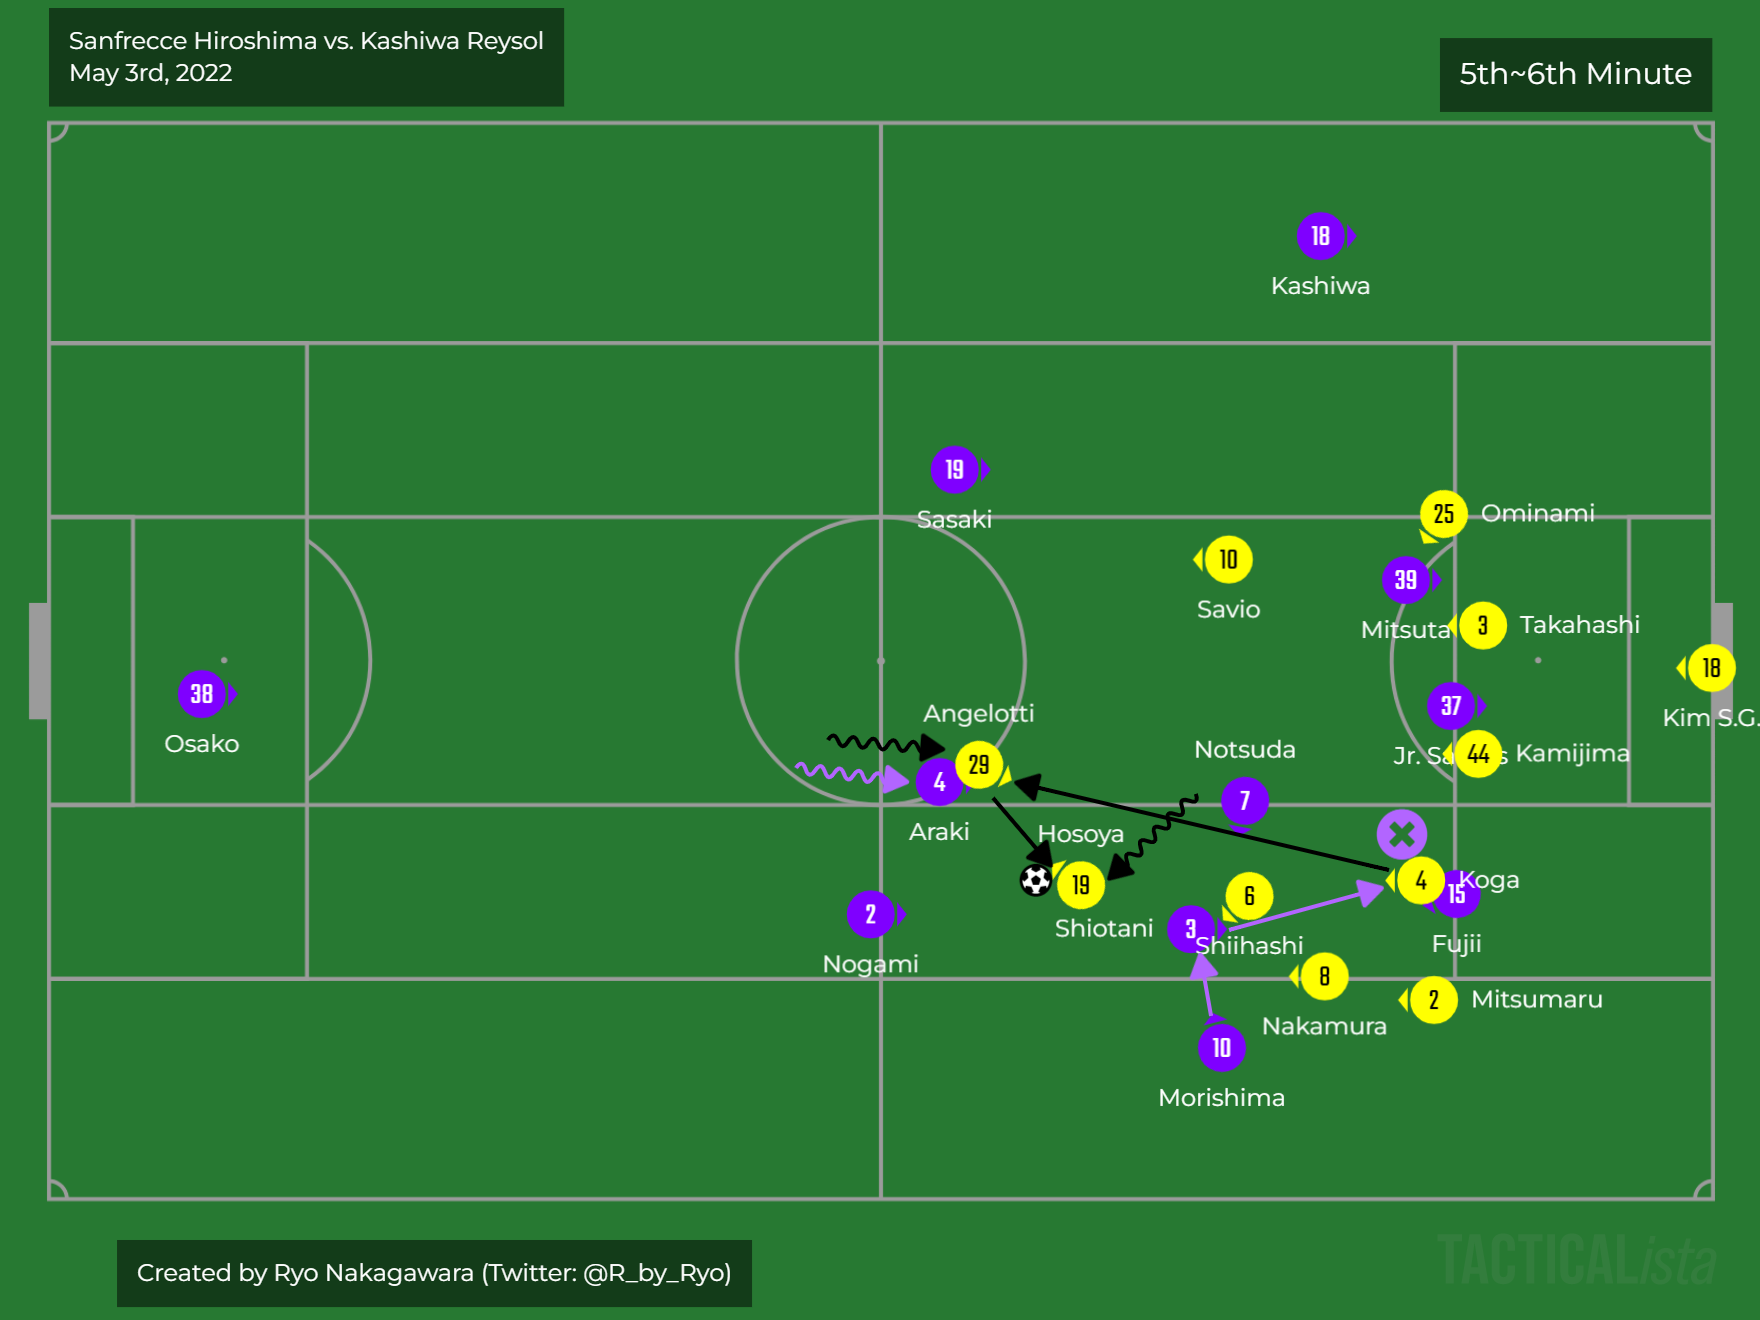 Sanfrecce Hiroshima vs. Kashiwa Reysol
May 3rd, 2022
5th~6th Minute
18
Kashiwa
19
Sasaki
25
Ominami
10
Savio
39
Mitsuta
3
Takahashi
18
Kim S.G.
38
Osako
37
Jr. Sa s
44
Kamijima
Angelotti
29
4
Araki
Notsuda
7
Hosoya
19
Shiotani
4
Koga
15
Fujii
6
3
Shiihashi
2
Nogami
8
Nakamura
2
Mitsumaru
10
Morishima
Created by Ryo Nakagawara (Twitter: @R_by_Ryo)
TACTICALista